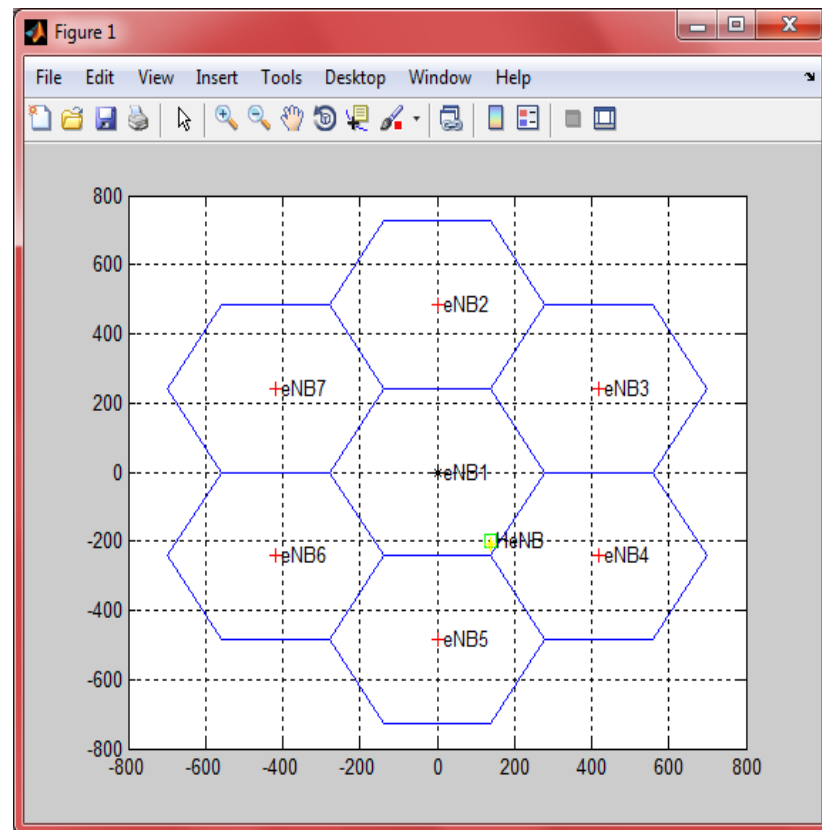 Figure 1
File Edit View Insert Tools Desktop Window Help
800
600
eNB2
400
eNB7
eNB3
200
0
eNB1
-200
HeNB
eNB6
eNB4
-400
eNB5
-600
-800
-800 -600 -400 -200 0 200 400 600 800